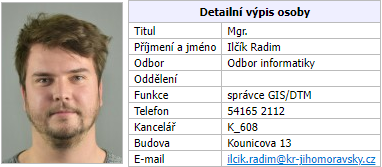 Detailní výpis osoby
Titul Mgr.
Příjmení a jméno Ilčík Radim
Odbor Odbor informatiky
Oddělení
Funkce správce GIS/DTM
Telefon 54165 2112
Kancelář K_608
Budova Kounicova 13
E-mail ilcik.radim@kr-jihomoravsky.cz